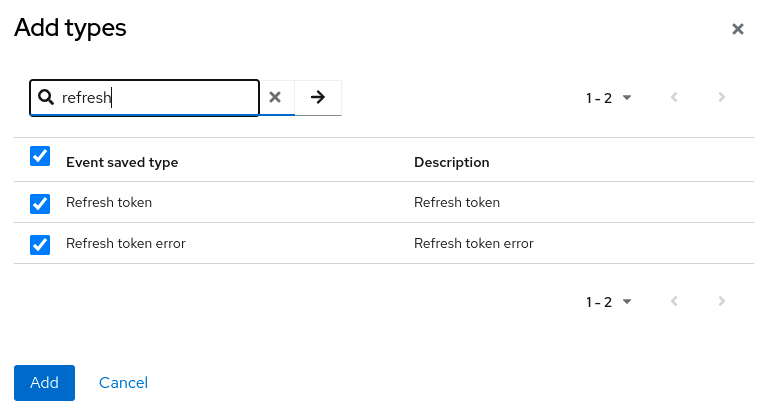 Add types
refresh
1 - 2
Event saved type Description
Refresh token Refresh token
Refresh token error Refresh token error
1 - 2
Add Cancel